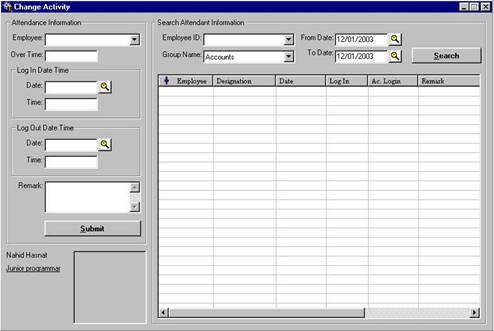 Change Activity
Attendance Information
Employee:
Over Time:
Log In Date Time
Date:
Time:
Log Out Date Time
Date:
Time:
Remark:
Submit
Nahid Hasnat
Junior programmar
Search Attendant Information
Employee ID:
From Date: 12/01/2003
Group Name: Accounts
To Date: 12/01/2003
Search
Employee Designation Date Log In Ac. Login Remark